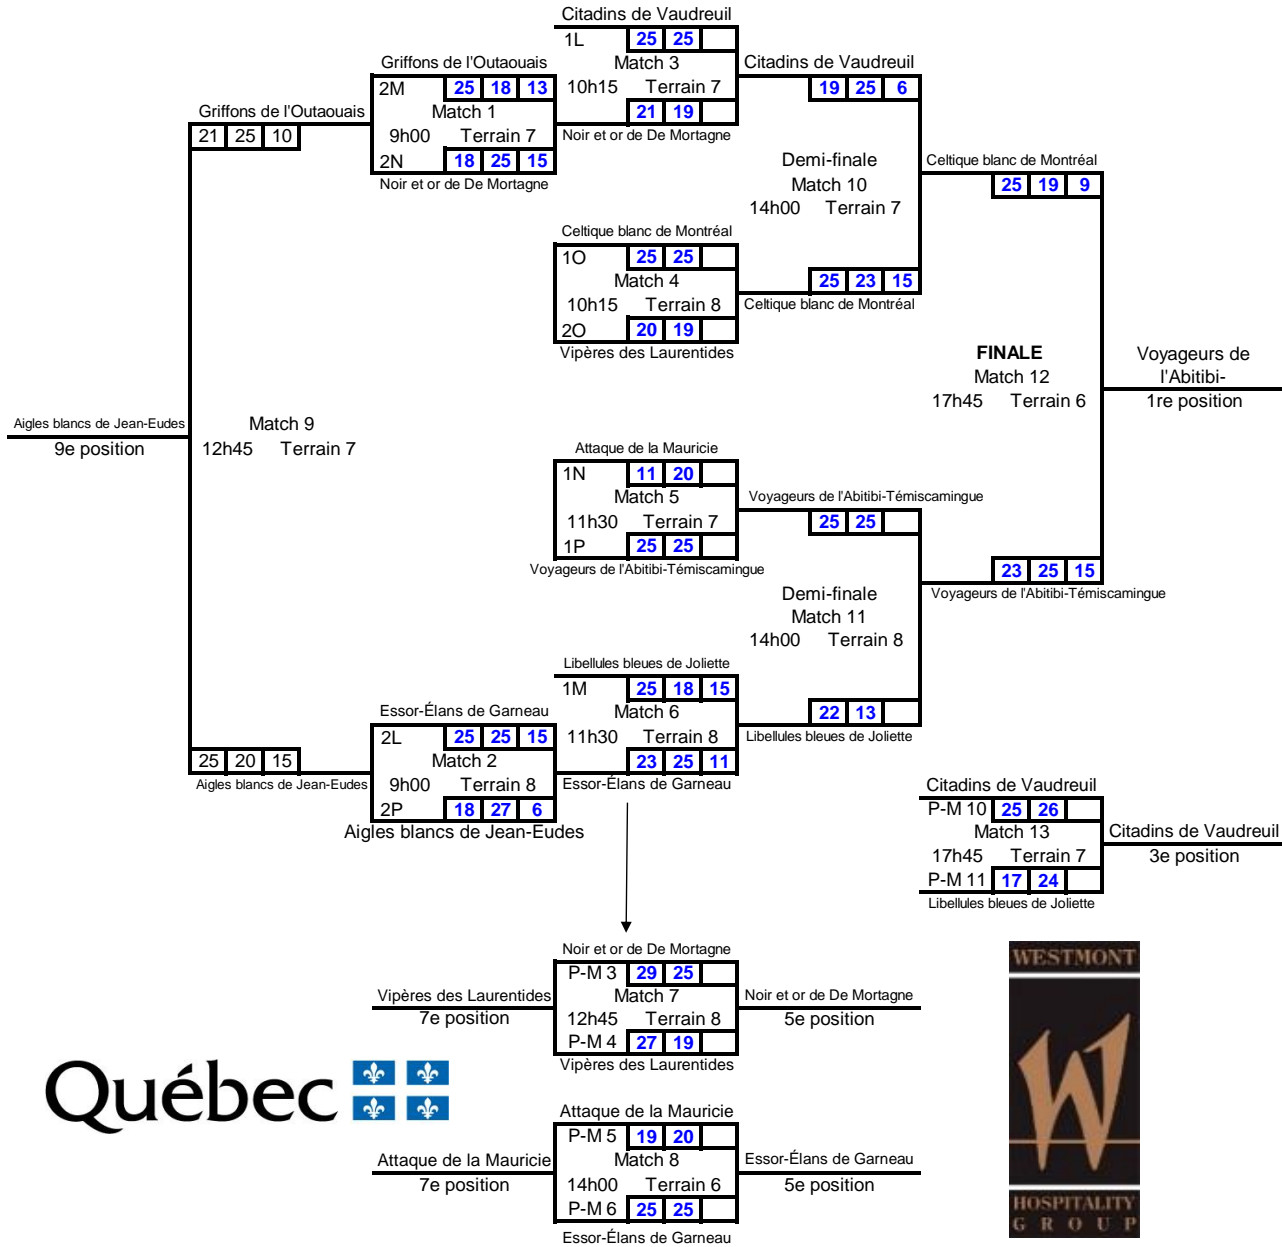 Citadins de Vaudreuil
1L 25 25
Griffons de l'Outaouais
Match 3
Citadins de Vaudreuil
2M 25 18 13
10h15 Terrain 7
19 25 6
Griffons de l'Outaouais
Match 1
21 19
21 25 10
9h00 Terrain 7
Noir et or de De Mortagne
2N 18 25 15
Demi-finale
Celtique blanc de Montréal
Noir et or de De Mortagne
Match 10
25 19 9
14h00 Terrain 7
Celtique blanc de Montréal
1O 25 25
Match 4
25 23 15
10h15 Terrain 8
Celtique blanc de Montréal
2O 20 19
Vipères des Laurentides
FINALE
Voyageurs de
Match 12
l'Abitibi-
17h45 Terrain 6
1re position
Aigles blancs de Jean-Eudes
Match 9
9e position
12h45 Terrain 7
Attaque de la Mauricie
1N 11 20
Match 5
Voyageurs de l'Abitibi-Témiscamingue
11h30 Terrain 7
25 25
1P 25 25
Voyageurs de l'Abitibi-Témiscamingue
23 25 15
Demi-finale
Voyageurs de l'Abitibi-Témiscamingue
Match 11
14h00 Terrain 8
Libellules bleues de Joliette
1M 25 18 15
Essor-Élans de Garneau
Match 6
22 13
2L 25 25 15
11h30 Terrain 8
Libellules bleues de Joliette
25 20 15
Match 2
23 25 11
Aigles blancs de Jean-Eudes
9h00 Terrain 8
Essor-Élans de Garneau
Citadins de Vaudreuil
2P 18 27 6
P-M 10 25 26
Aigles blancs de Jean-Eudes
Match 13
Citadins de Vaudreuil
17h45 Terrain 7
3e position
P-M 11 17 24
Libellules bleues de Joliette
Noir et or de De Mortagne
P-M 3 29 25
Vipères des Laurentides
Match 7
Noir et or de De Mortagne
7e position
12h45 Terrain 8
5e position
P-M 4 27 19
Vipères des Laurentides
Québec
Attaque de la Mauricie
P-M 5 19 20
Attaque de la Mauricie
Match 8
Essor-Élans de Garneau
7e position
14h00 Terrain 6
5e position
P-M 6 25 25
Essor-Élans de Garneau
WESTMONT
W
HOSPITALITY
GROUP